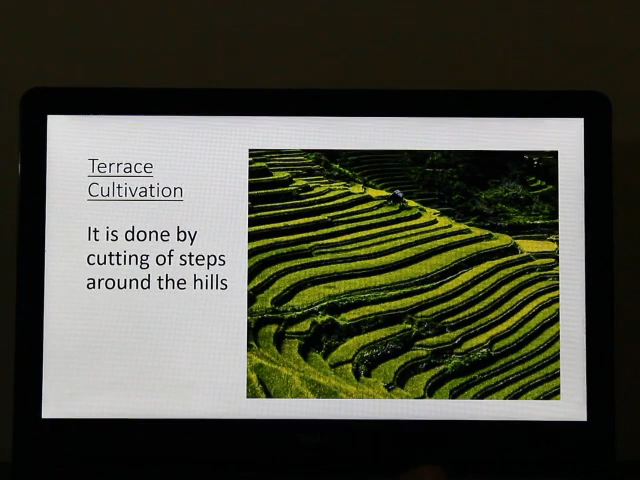 Terrace
Cultivation
It is done by
cutting of steps
around the hills